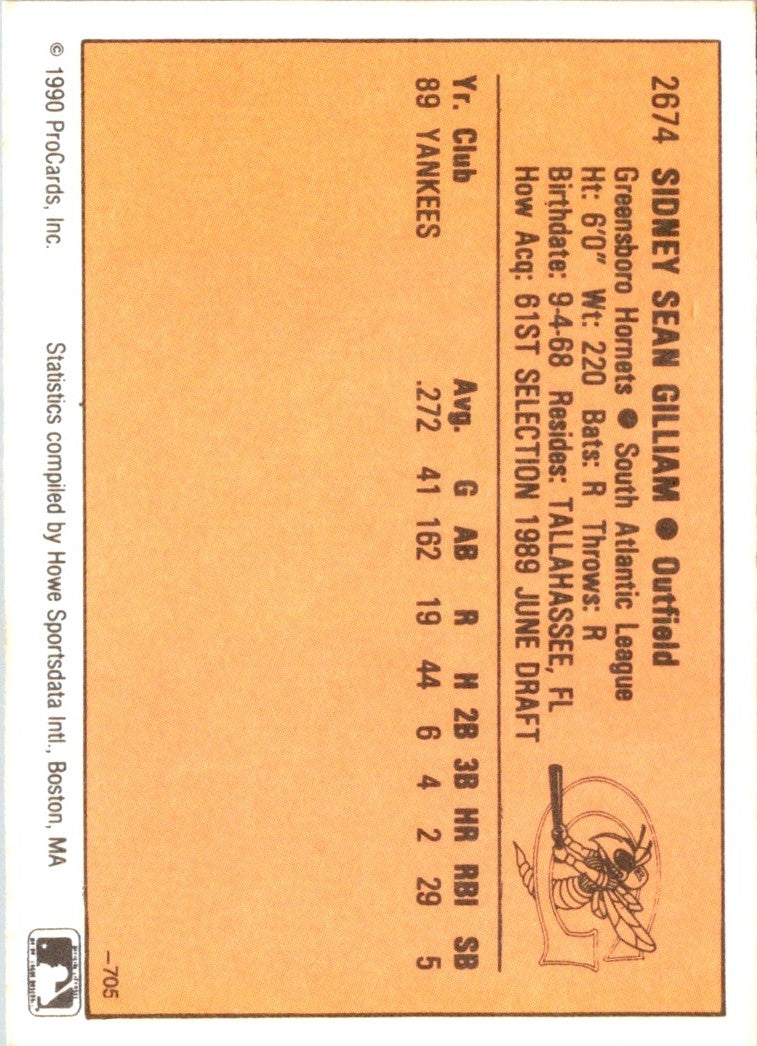 2674 SIDNEY SEAN GILLIAM ● Outfield
Greensboro Hornets ● South Atlantic League
Ht: 6'0" Wt: 220 Bats: R Throws: R
Birthdate: 9-4-68 Resides: TALLAHASSEE, FL
How Acq: 61ST SELECTION 1989 JUNE DRAFT
Yr. Club Avg. G AB R H 2B 3B HR RBI SB
89 YANKEES .272 41 162 19 44 6 4 2 29 5
-705
© 1990 ProCards, Inc. Statistics compiled by Howe Sportsdata Intl., Boston, MA